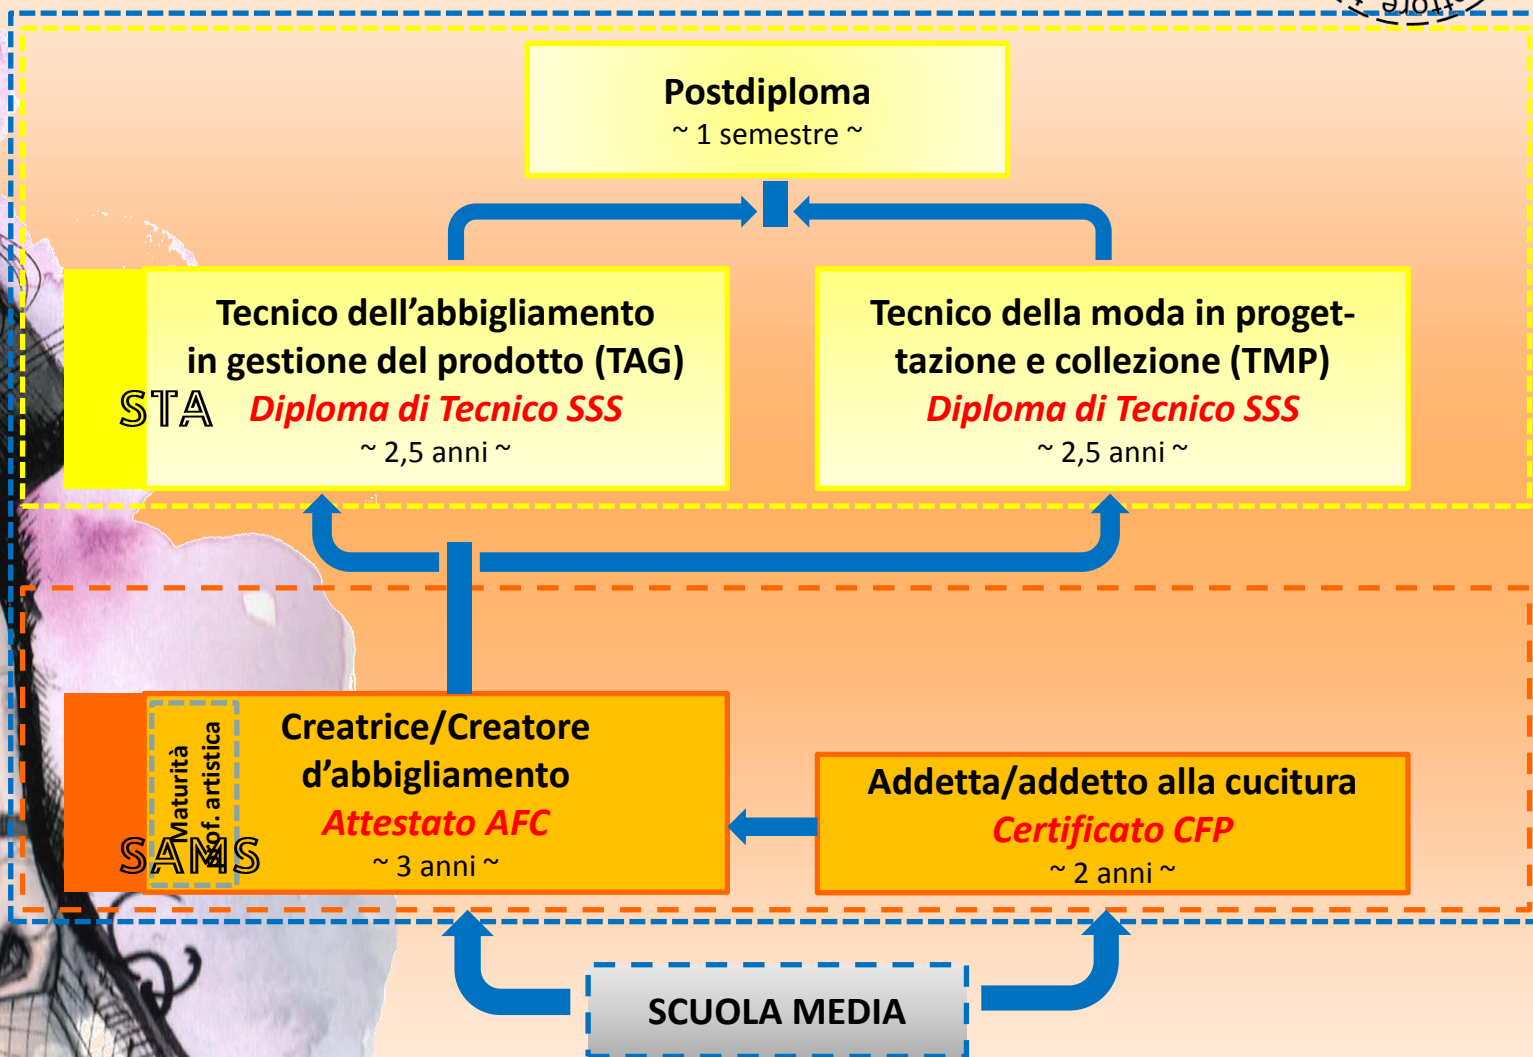 Postdiploma
~ 1 semestre ~
Tecnico dell'abbigliamento
in gestione del prodotto (TAG)
Diploma di Tecnico SSS
~ 2,5 anni ~
STA
Tecnico della moda in proget-
tazione e collezione (TMP)
Diploma di Tecnico SSS
~ 2,5 anni ~
Maturità
artistica
SAMS
Creatrice/Creatore
d'abbigliamento
Attestato AFC
~ 3 anni ~
Addetta/addetto alla cucitura
Certificato CFP
~ 2 anni ~
SCUOLA MEDIA